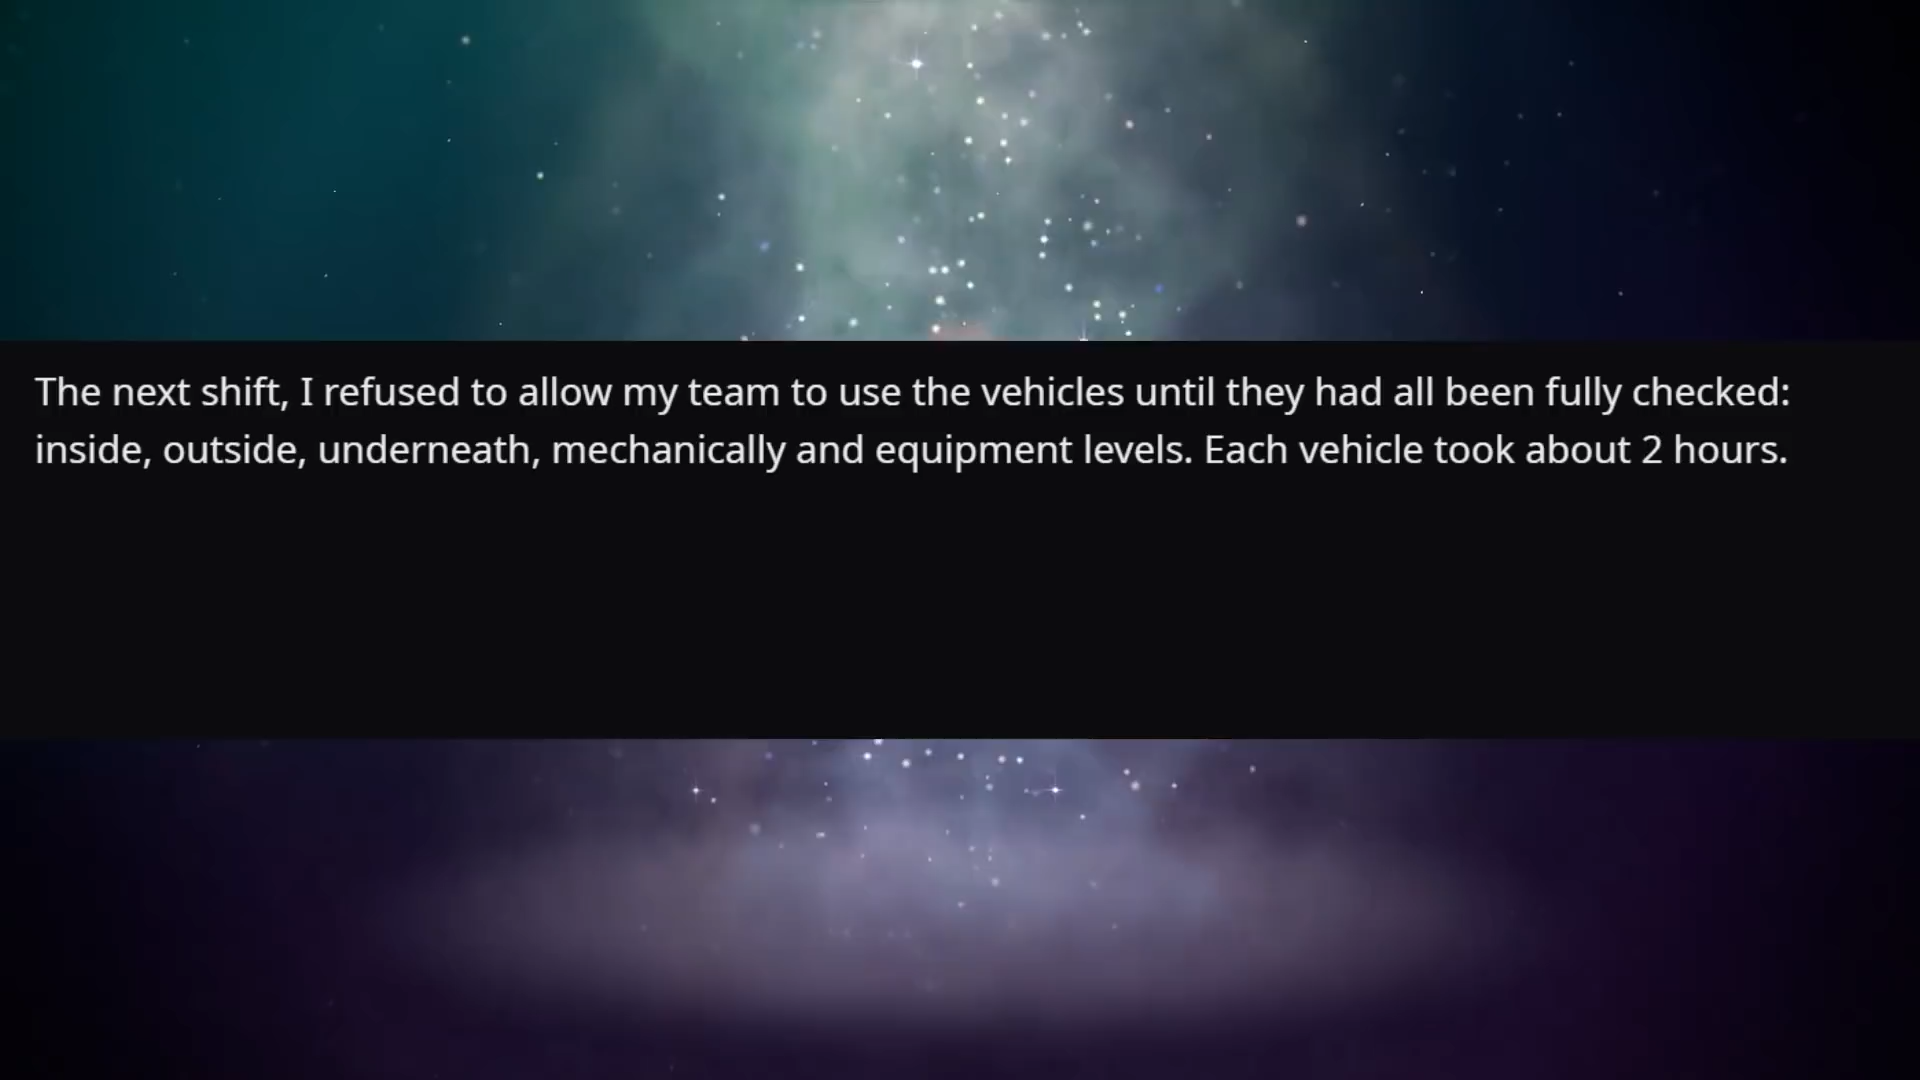 The next shift, I refused to allow my team to use the vehicles until they had all been fully checked:
inside, outside, underneath, mechanically and equipment levels. Each vehicle took about 2 hours.